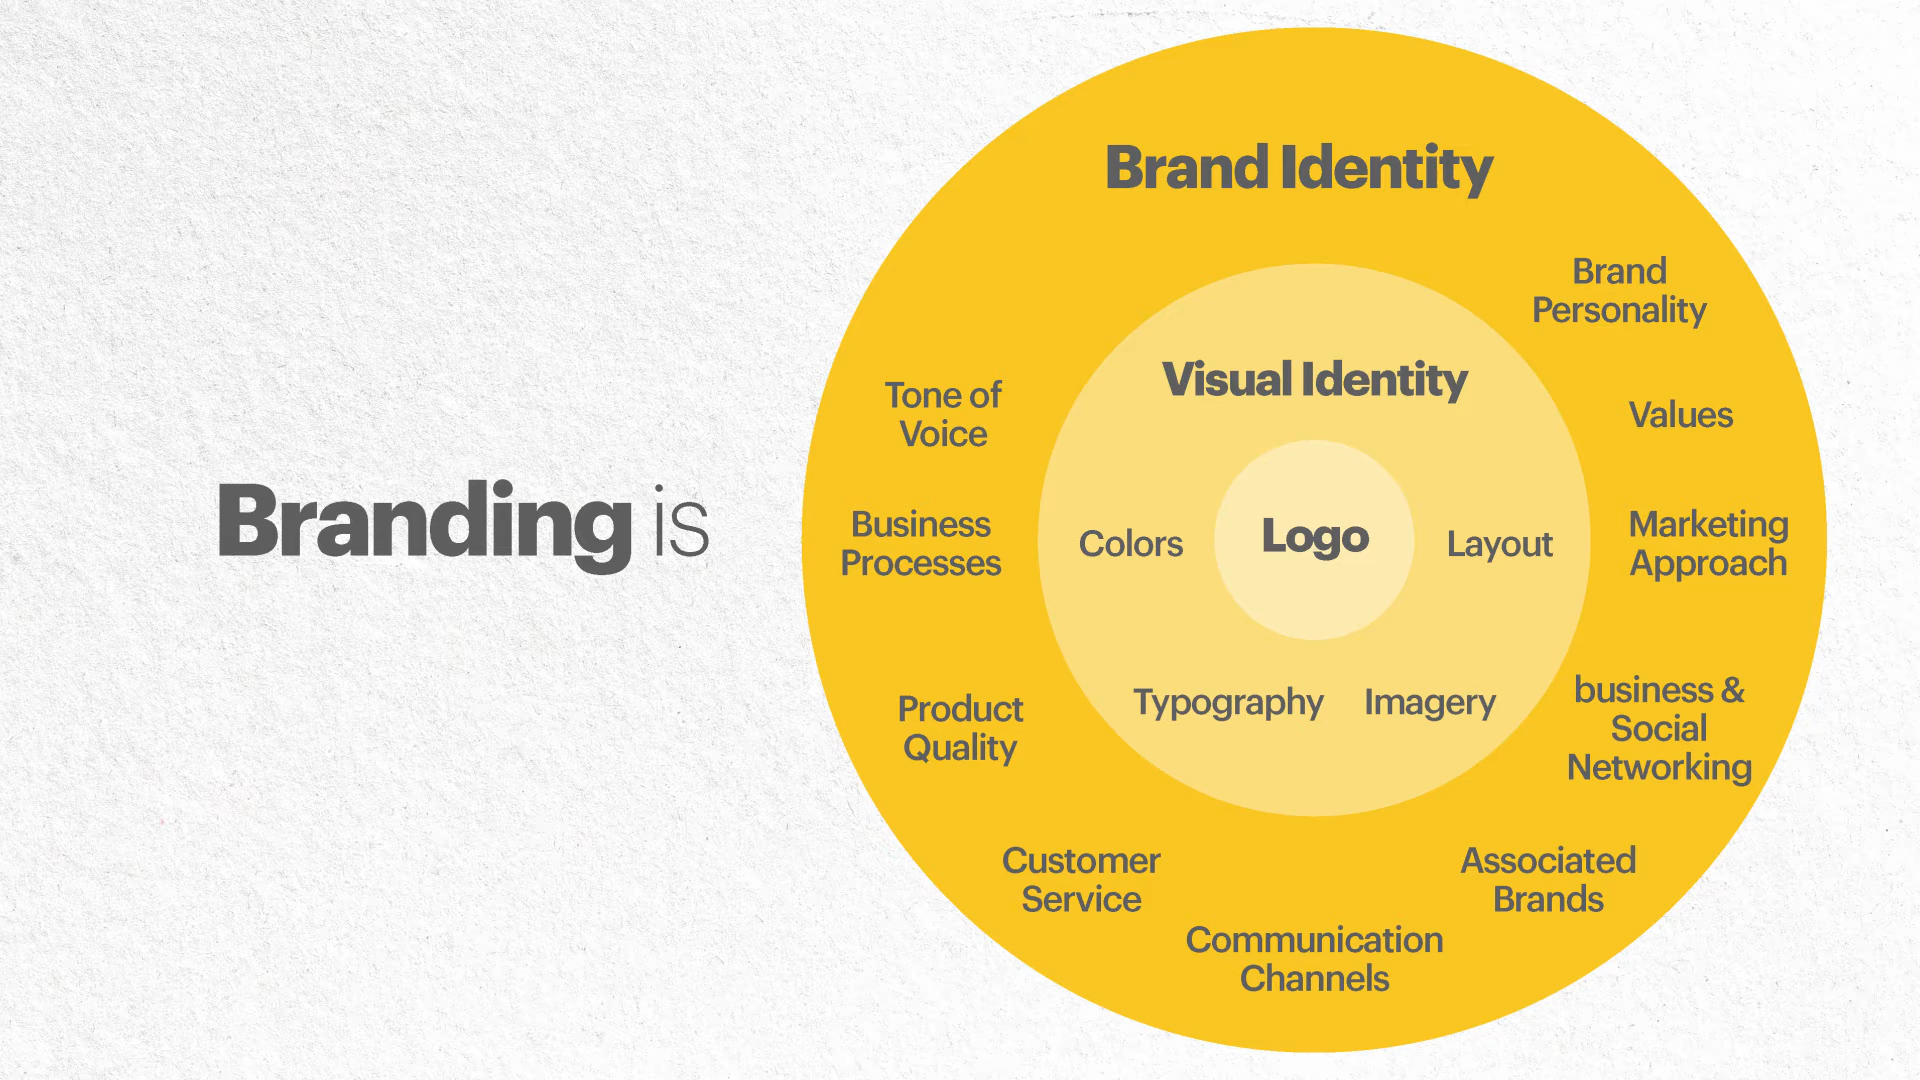 Branding is
Brand Identity
Brand
Personality
Values
Marketing
Approach
business &
Social
Networking
Associated
Brands
Communication
Channels
Customer
Service
Product
Quality
Business
Processes
Tone of
Voice
Visual Identity
Colors
Logo
Layout
Typography
Imagery